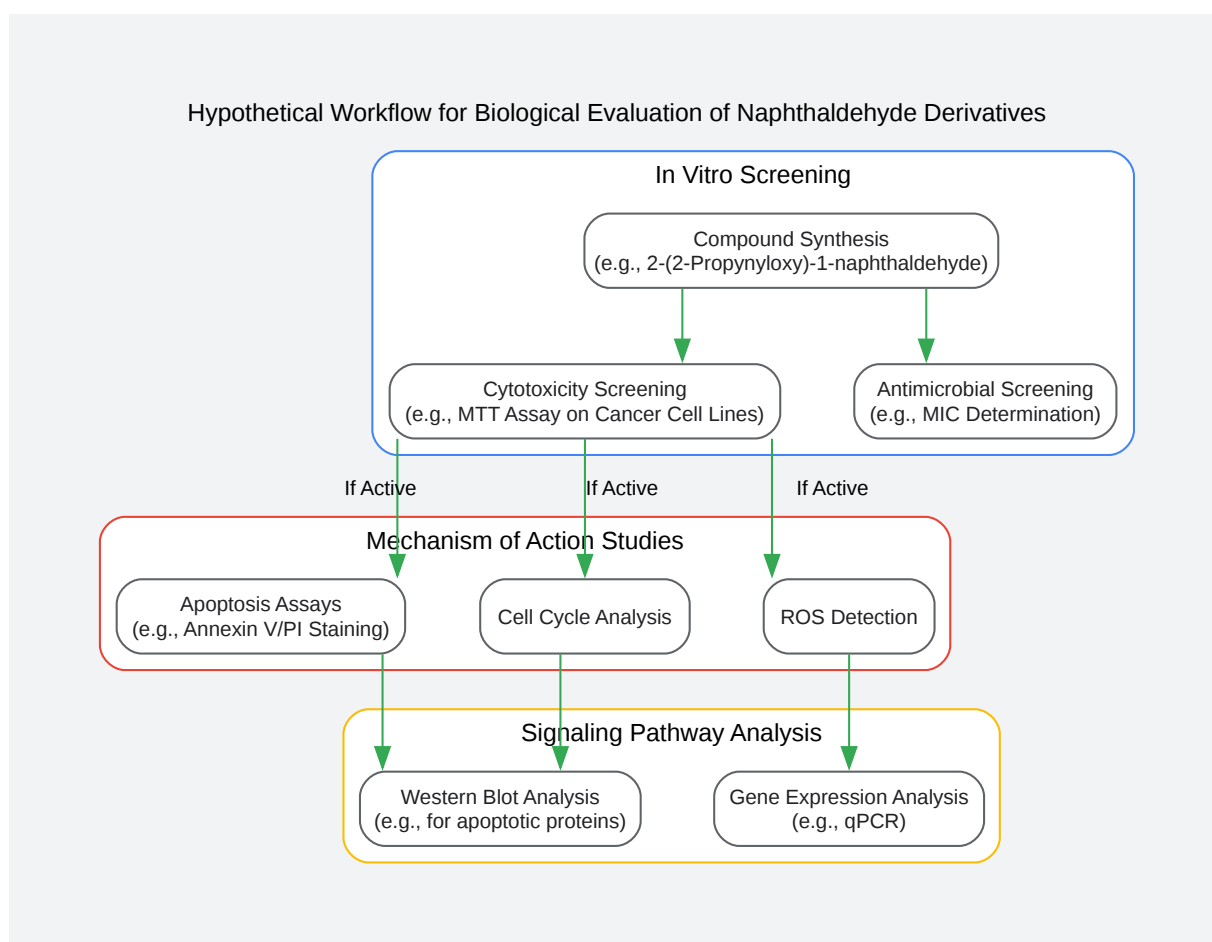 Hypothetical Workflow for Biological Evaluation of Naphthaldehyde Derivatives
In Vitro Screening
Compound Synthesis
(e.g., 2-(2-Propynyloxy)-1-naphthaldehyde)
Cytotoxicity Screening
(e.g., MTT Assay on Cancer Cell Lines)
Antimicrobial Screening
(e.g., MIC Determination)
If Active
If Active
If Active
Mechanism of Action Studies
Apoptosis Assays
(e.g., Annexin V/PI Staining)
Cell Cycle Analysis
ROS Detection
Signaling Pathway Analysis
Western Blot Analysis
(e.g., for apoptotic proteins)
Gene Expression Analysis
(e.g., qPCR)